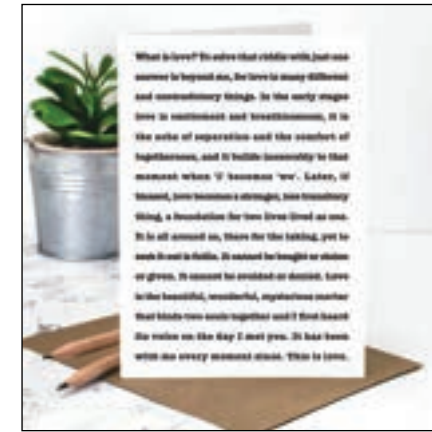 What is love? To solve that riddle with just one
answer is beyond me, for love is many different
and contradictory things. In the early stages
love is excitement and breathlessness, it is
the ache of separation and the comfort of
togetherness, and it builds inexorably to that
moment when 'I' becomes 'we'. Later, if
blessed, love becomes a stronger, less transitory
thing, a foundation for two lives lived as one.
It is all around us, there for the taking, yet to
seek it out is futile. It cannot be bought or stolen
or given. It cannot be avoided or denied. Love
is the beautiful, wonderful, mysterious
that binds two souls together and I first heard
its voice on the day I met you. It has been
with me every moment since. This is love.